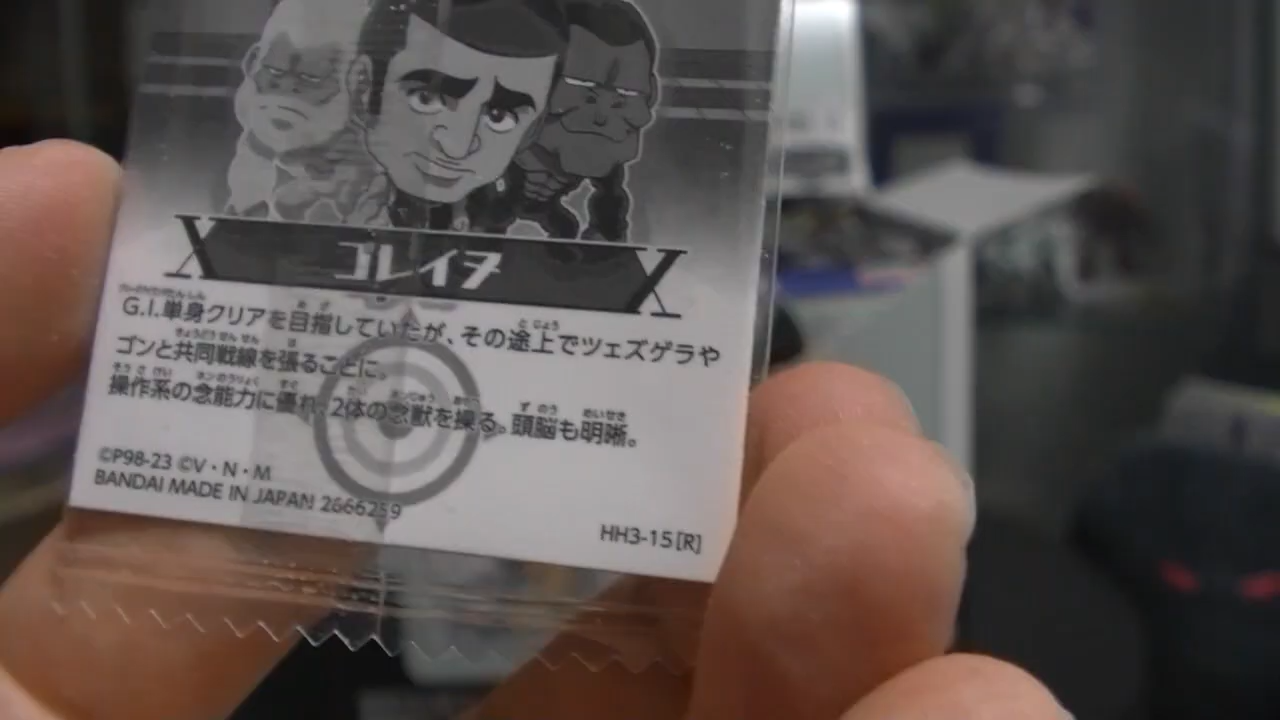 ゴレイヌ
G.I.単身クリアを目指していたが、その途上でツェズゲラや
ゴンと共同戦線を張ることに。
操作系の念能力に優れ、2体の念獣を操る。頭脳も明晰。
©P98-23 ©V・N・M
BANDAI MADE IN JAPAN 2666259
HH3-15[R]